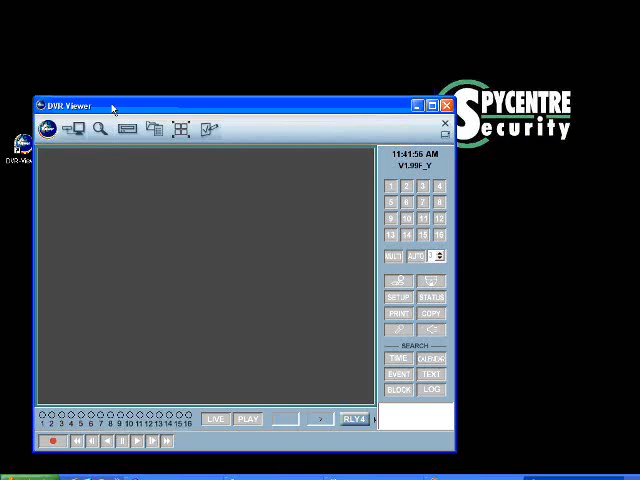 DVR Viewer
SPYCENTRE
Security
DVR-View
11:41:56 AM
V1.99F_Y
1 2 3 4
5 6 7 8
9 10 11 12
13 14 15 16
MULTI AUTO 3
SETUP STATUS
PRINT COPY
SEARCH
TIME CALENDAR
EVENT TEXT
BLOCK LOG
1 2 3 4 5 6 7 8 9 10 11 12 13 14 15 16
LIVE PLAY > RLY4